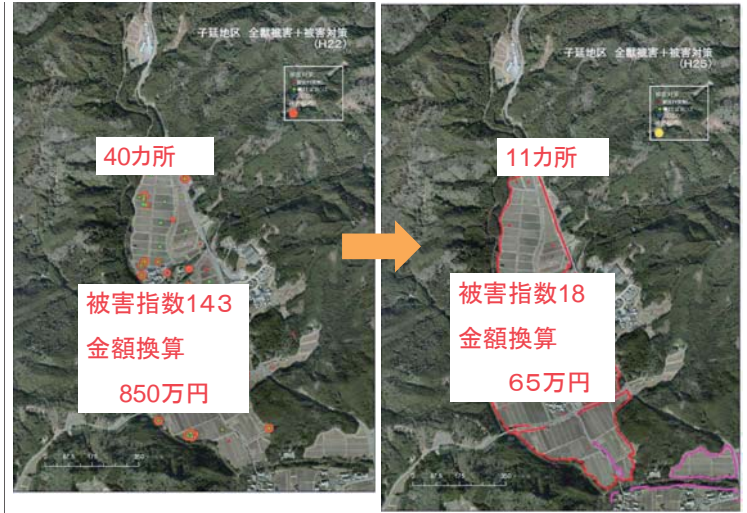 子延地区 全獣被害+被害対策
(H22)
40カ所
被害指数143
金額換算
850万円
子延地区 全獣被害+被害対策
(H25)
11カ所
被害指数18
金額換算
65万円